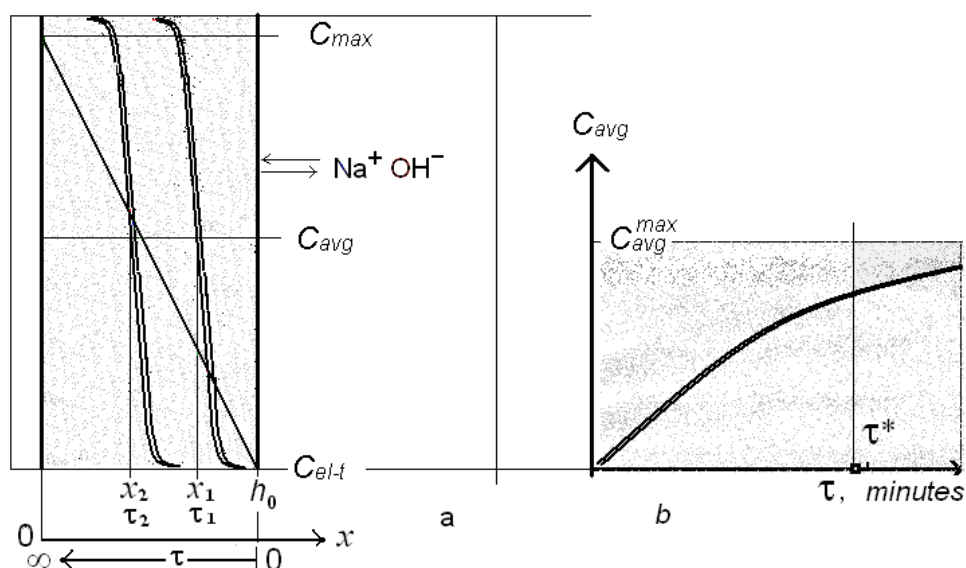 C_max
Na⁺ OH⁻
C_avg
C_el-t
x₂ x₁ h₀
τ₂ τ₁
0 x
∞ τ 0
a
C_avg
C_avg^max
τ*
τ, minutes
b